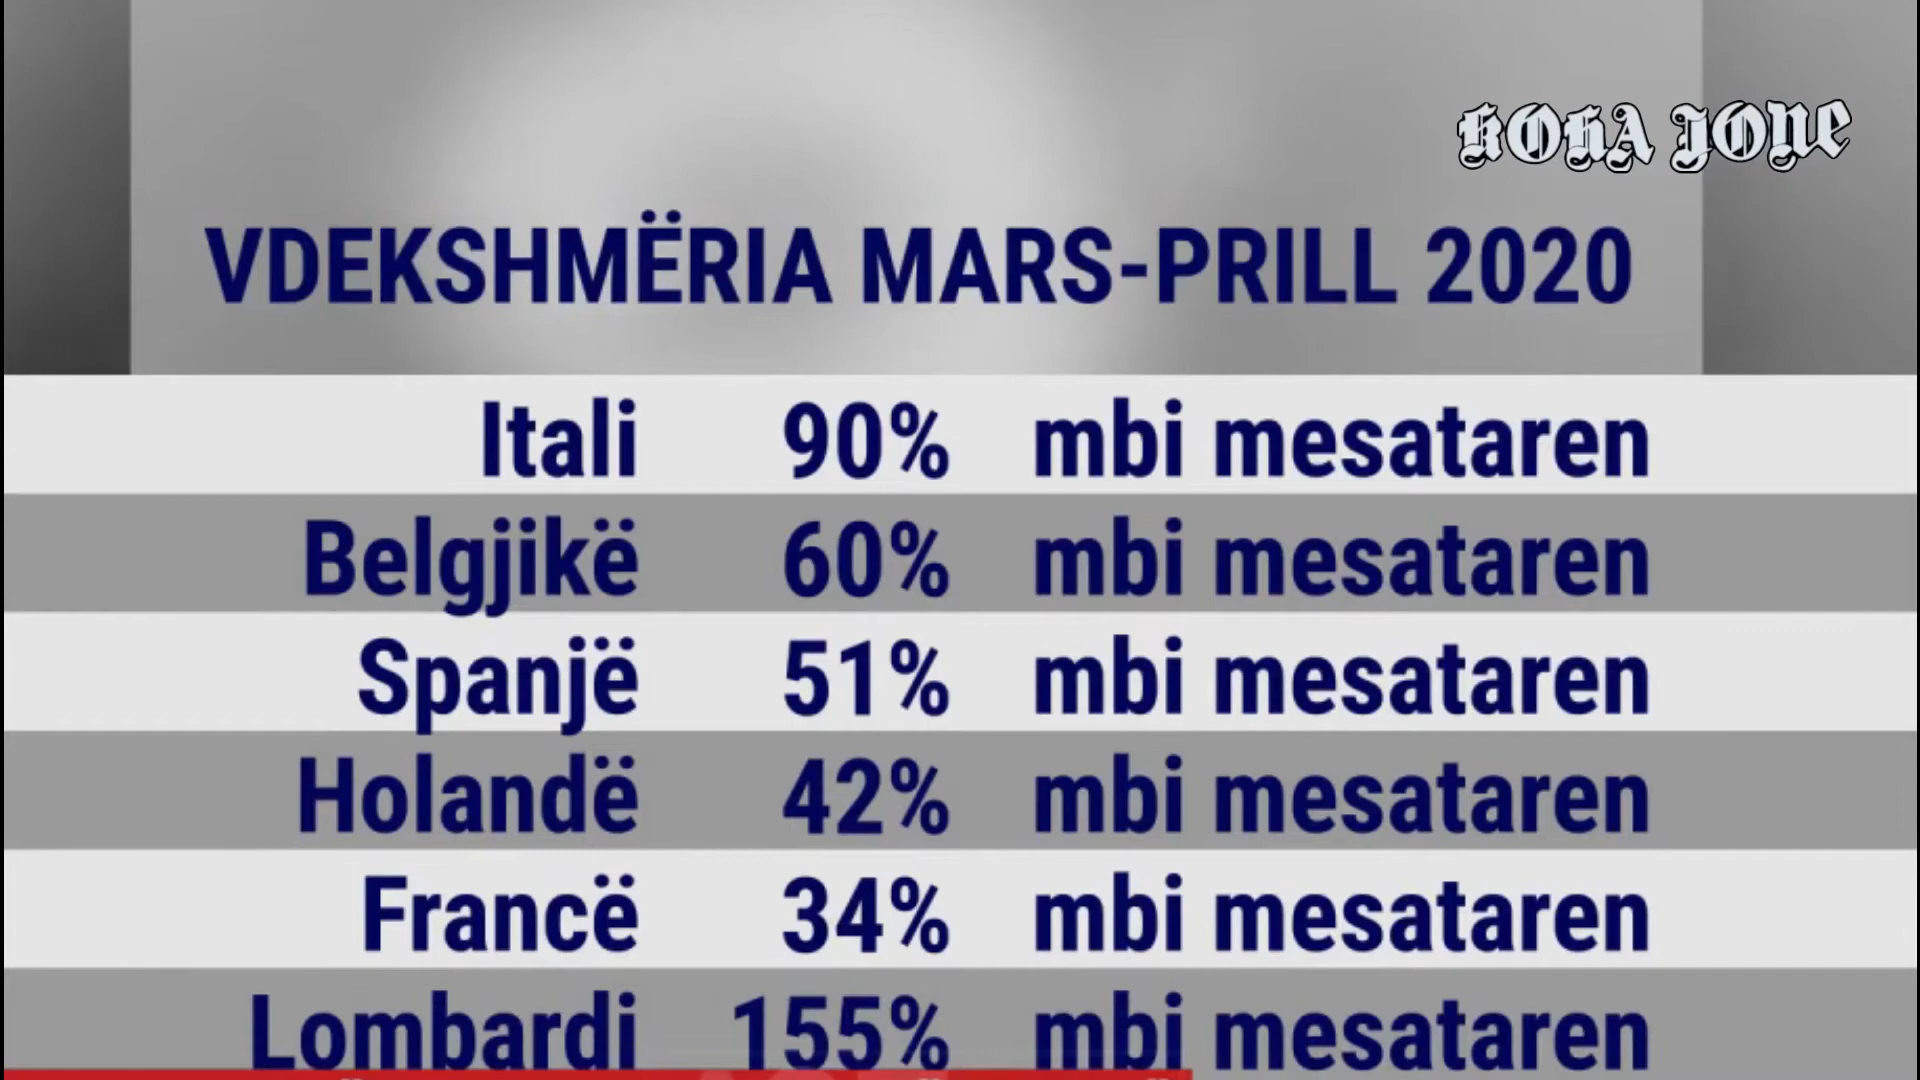 KOHA JONE
VDEKSHMËRIA MARS-PRILL 2020
Itali 90% mbi mesataren
Belgjikë 60% mbi mesataren
Spanjë 51% mbi mesataren
Holandë 42% mbi mesataren
Francë 34% mbi mesataren
Lombardi 155% mbi mesataren